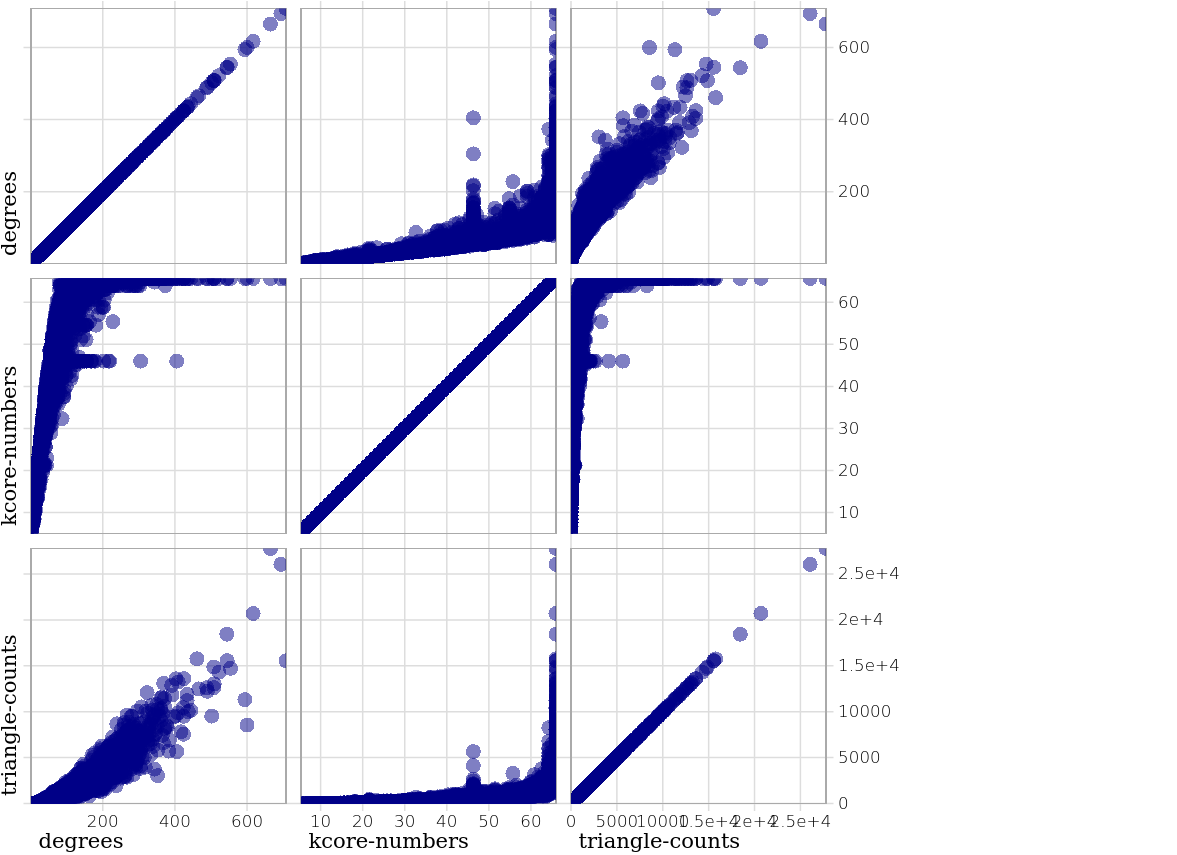 degrees
600
400
200
kcore-numbers
60
50
40
30
20
10
triangle-counts
2.5e+4
2e+4
1.5e+4
10000
5000
0
200 400 600 10 20 30 40 50 60 0 5000 10000 1.5e+4 2e+4 2.5e+4
degrees kcore-numbers triangle-counts